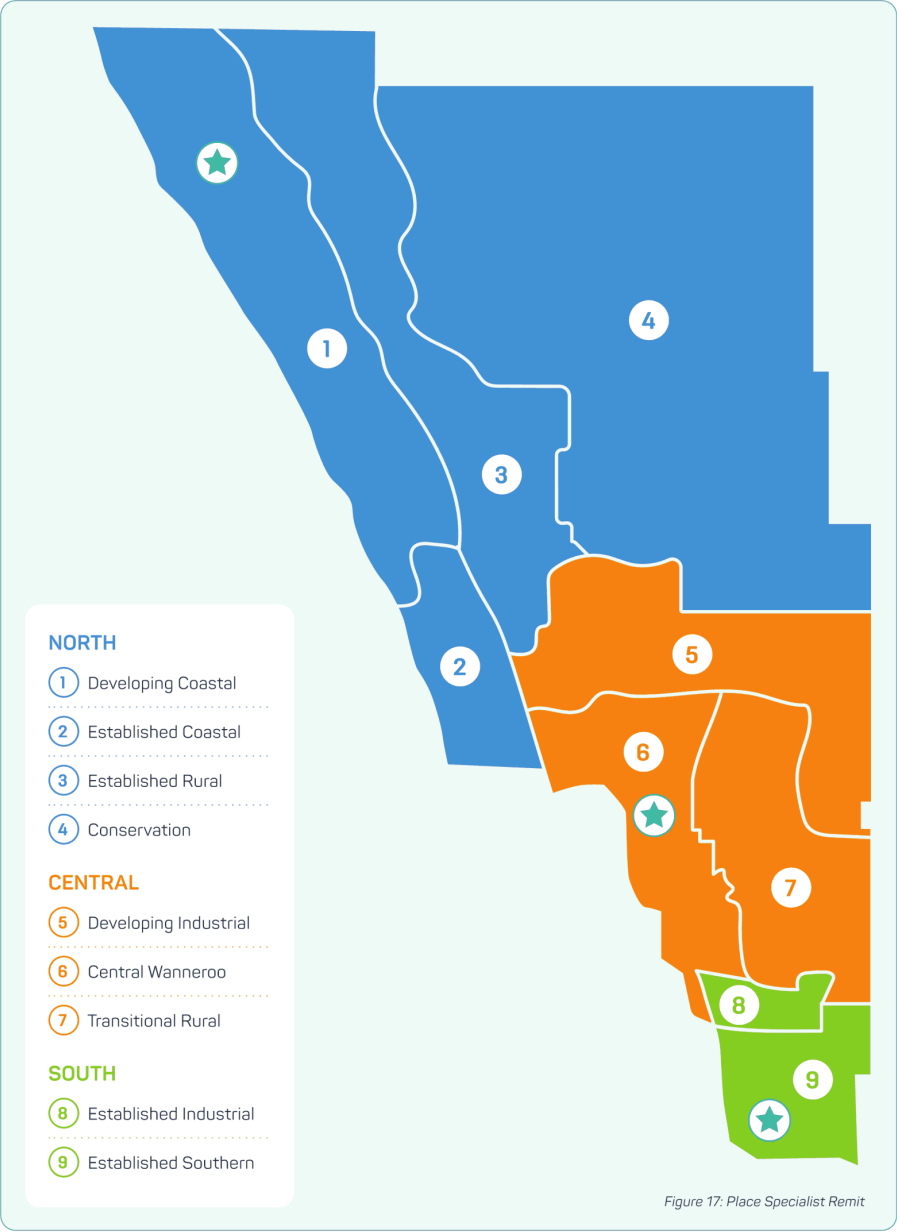 1
4
3
2
5
6
7
8
9
NORTH
1 Developing Coastal
2 Established Coastal
3 Established Rural
4 Conservation
CENTRAL
5 Developing Industrial
6 Central Wanneroo
7 Transitional Rural
SOUTH
8 Established Industrial
9 Established Southern
Figure 17: Place Specialist Remit